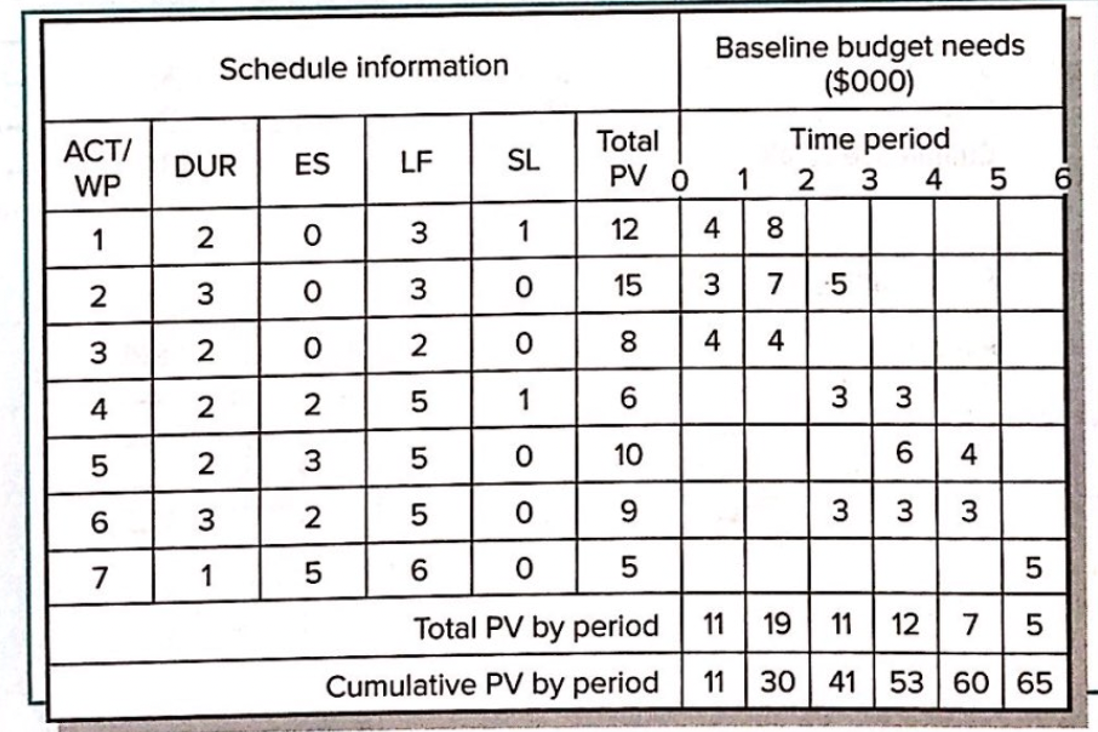 Schedule information
Baseline budget needs
($000)
ACT/
WP
DUR
ES
LF
SL
Total
PV
Time period
0 1 2 3 4 5 6
1 2 0 3 1 12 4 8
2 3 0 3 0 15 3 7 5
3 2 0 2 0 8 4 4
4 2 2 5 1 6 3 3
5 2 3 5 0 10 6 4
6 3 2 5 0 9 3 3 3
7 1 5 6 0 5 5
Total PV by period 11 19 11 12 7 5
Cumulative PV by period 11 30 41 53 60 65